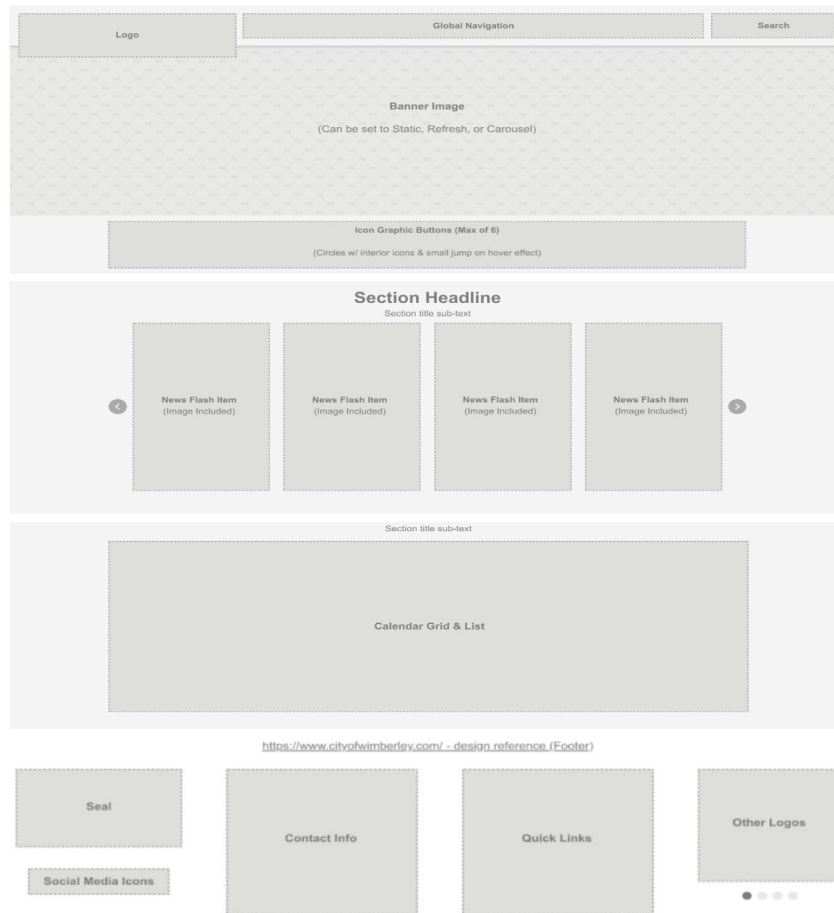 Logo
Global Navigation
Search
Banner Image
(Can be set to Static, Refresh, or Carousel)
Icon Graphic Buttons (Max of 6)
(Circles w/ interior icons & small jump on hover effect)
Section Headline
Section title sub-text
News Flash Item
(Image Included)
News Flash Item
(Image Included)
News Flash Item
(Image Included)
News Flash Item
(Image Included)
Section title sub-text
Calendar Grid & List
https://www.cityofwimberley.com/ - design reference (Footer)
Seal
Social Media Icons
Contact Info
Quick Links
Other Logos